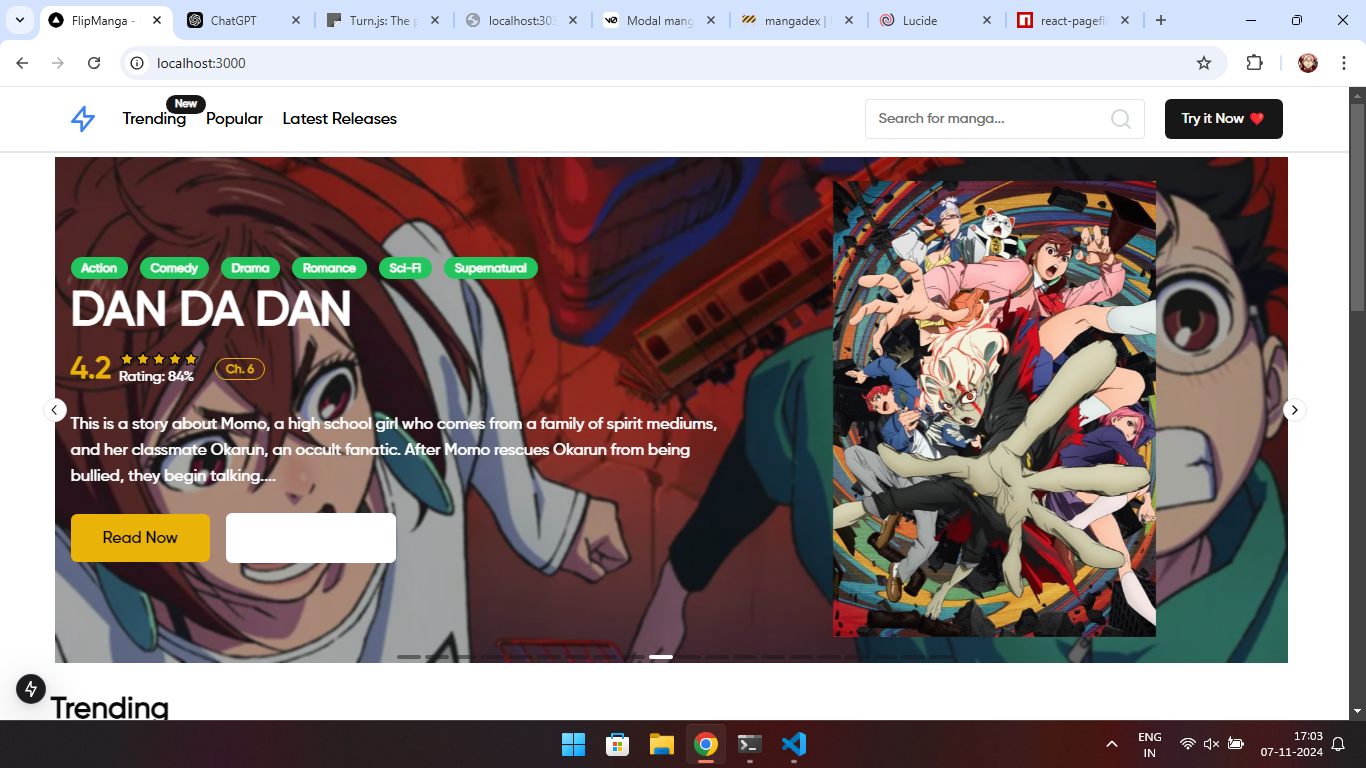 FlipManga -
ChatGPT
Turn.js: The p
localhost:303
Modal mang
mangadex |
Lucide
react-pagefli
localhost:3000
New
Trending
Popular
Latest Releases
Search for manga...
Try it Now
Action
Comedy
Drama
Romance
Sci-Fi
Supernatural
DAN DA DAN
4.2
Rating: 84%
Ch. 6
This is a story about Momo, a high school girl who comes from a family of spirit mediums,
and her classmate Okarun, an occult fanatic. After Momo rescues Okarun from being
bullied, they begin talking....
Read Now
Trending
ENG
IN
17:03
07-11-2024